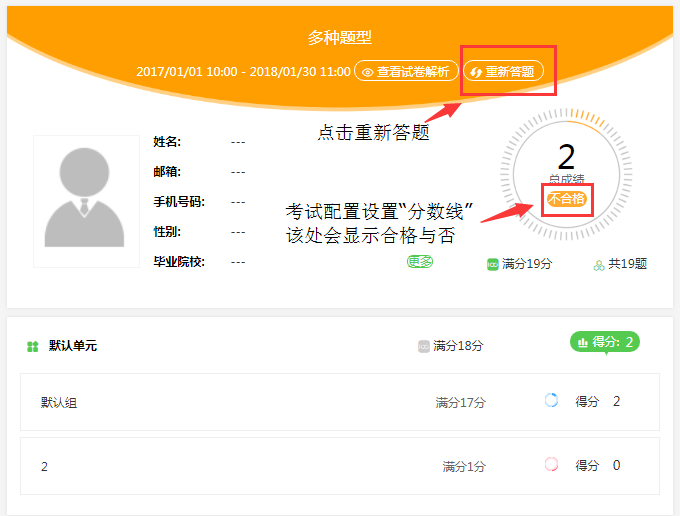 多种题型
2017/01/01 10:00 - 2018/01/30 11:00 查看试卷解析 重新答题
点击重新答题
姓名: ---
邮箱: ---
手机号码: ---
性别: ---
毕业院校: ---
2
总成绩
不合格
考试配置设置“分数线”
该处会显示合格与否
更多
100 满分19分 共19题
默认单元 100 满分18分 得分: 2
默认组 满分17分 得分 2
2 满分1分 得分 0